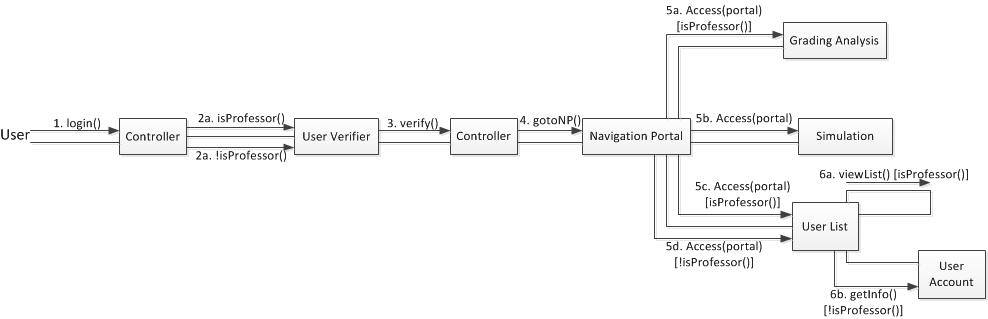 5a. Access(portal)
[isProfessor()]
Grading Analysis
User
1. login()
Controller
2a. isProfessor()
2a. !isProfessor()
User Verifier
3. verify()
Controller
4. gotoNP()
Navigation Portal
5b. Access(portal)
Simulation
5c. Access(portal)
[isProfessor()]
5d. Access(portal)
[!isProfessor()]
6a. viewList() [isProfessor()]
User List
User
Account
6b. getInfo()
[!isProfessor()]